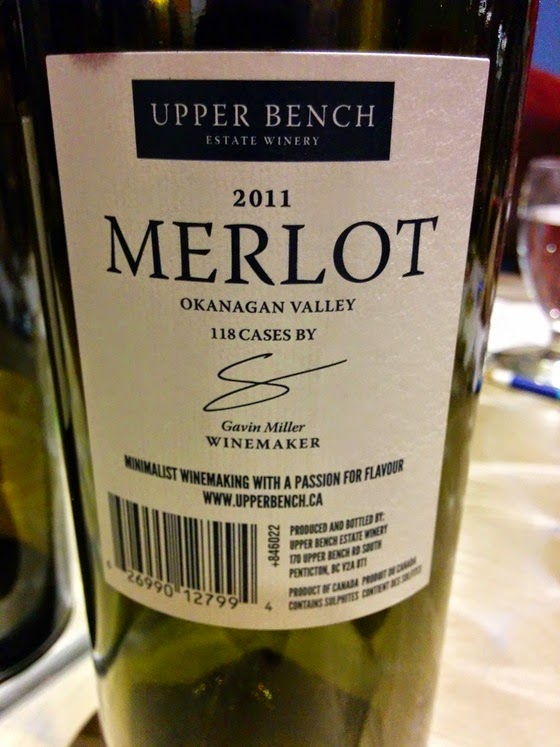 UPPER BENCH
ESTATE WINERY
2011
MERLOT
OKANAGAN VALLEY
118 CASES BY
Gavin Miller
WINEMAKER
MINIMALIST WINEMAKING WITH A PASSION FOR FLAVOUR
WWW.UPPERBENCH.CA
6 26990 12799 4
+846022
PRODUCED AND BOTTLED BY:
UPPER BENCH ESTATE WINERY
170 UPPER BENCH RD SOUTH
PENTICTON, BC V2A 8T1
PRODUCT OF CANADA PRODUIT DU CANADA
CONTAINS SULPHITES CONTIENT DES SULFITES